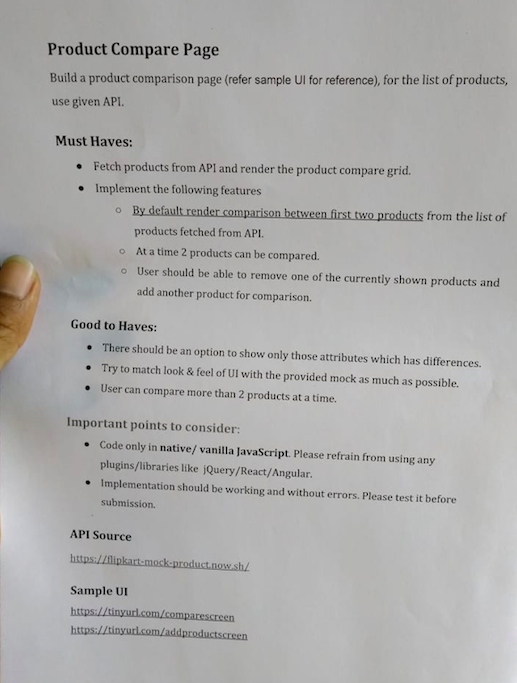 Product Compare Page
Build a product comparison page (refer sample UI for reference), for the list of products,
use given API.
Must Haves:
• Fetch products from API and render the product compare grid.
• Implement the following features
○ By default render comparison between first two products from the list of
products fetched from API.
○ At a time 2 products can be compared.
○ User should be able to remove one of the currently shown products and
add another product for comparison.
Good to Haves:
• There should be an option to show only those attributes which has differences.
• Try to match look & feel of UI with the provided mock as much as possible.
• User can compare more than 2 products at a time.
Important points to consider:
• Code only in native/ vanilla JavaScript. Please refrain from using any
plugins/libraries like jQuery/React/Angular.
• Implementation should be working and without errors. Please test it before
submission.
API Source
https://flipkart-mock-product.now.sh/
Sample UI
https://tinyurl.com/comparescreen
https://tinyurl.com/addproductscreen